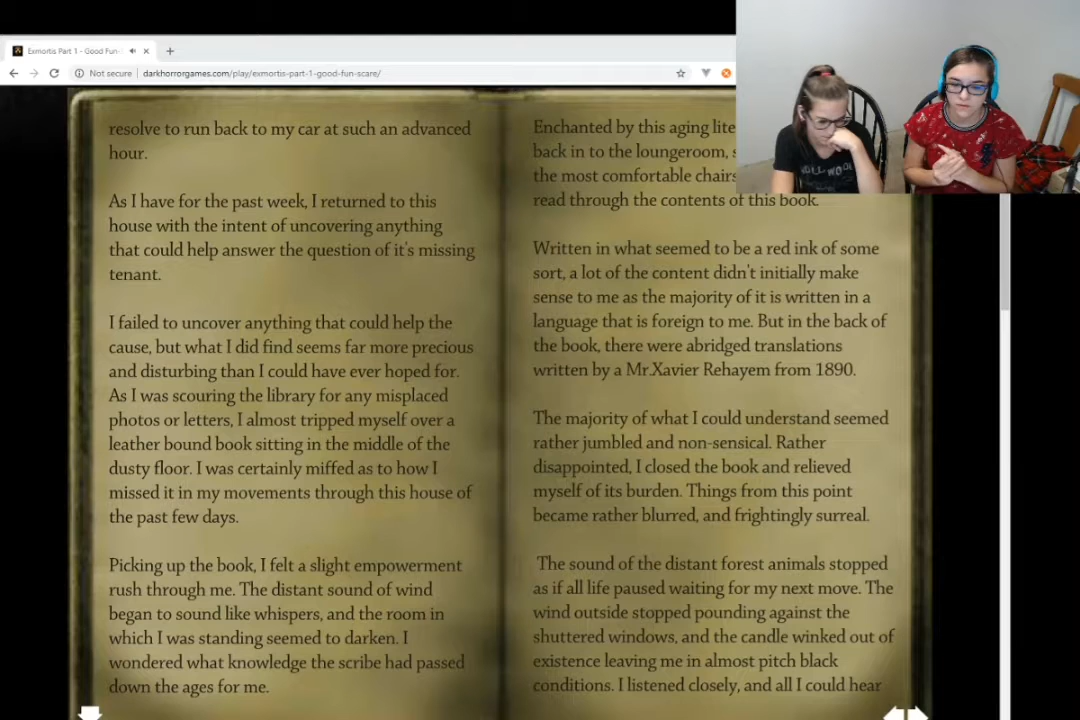 Exmortis Part 1 - Good Fun-
Not secure
darkhorrorgames.com/play/exmortis-part-1-good-fun-scare/
resolve to run back to my car at such an advanced
hour.
As I have for the past week, I returned to this
house with the intent of uncovering anything
that could help answer the question of it's missing
tenant.
I failed to uncover anything that could help the
cause, but what I did find seems far more precious
and disturbing than I could have ever hoped for.
As I was scouring the library for any misplaced
photos or letters, I almost tripped myself over a
leather bound book sitting in the middle of the
dusty floor. I was certainly miffed as to how I
missed it in my movements through this house of
the past few days.
Picking up the book, I felt a slight empowerment
rush through me. The distant sound of wind
began to sound like whispers, and the room in
which I was standing seemed to darken. I
wondered what knowledge the scribe had passed
down the ages for me.
Enchanted by this aging
back in to the loungeroom,
the most comfortable chairs
read through the contents of this book.
Written in what seemed to be a red ink of some
sort, a lot of the content didn't initially make
sense to me as the majority of it is written in a
language that is foreign to me. But in the back of
the book, there were abridged translations
written by a Mr.Xavier Rehayem from 1890.
The majority of what I could understand seemed
rather jumbled and non-sensical. Rather
disappointed, I closed the book and relieved
myself of its burden. Things from this point
became rather blurred, and frightingly surreal.
The sound of the distant forest animals stopped
as if all life paused waiting for my next move. The
wind outside stopped pounding against the
shuttered windows, and the candle winked out of
existence leaving me in almost pitch black
conditions. I listened closely, and all I could hear